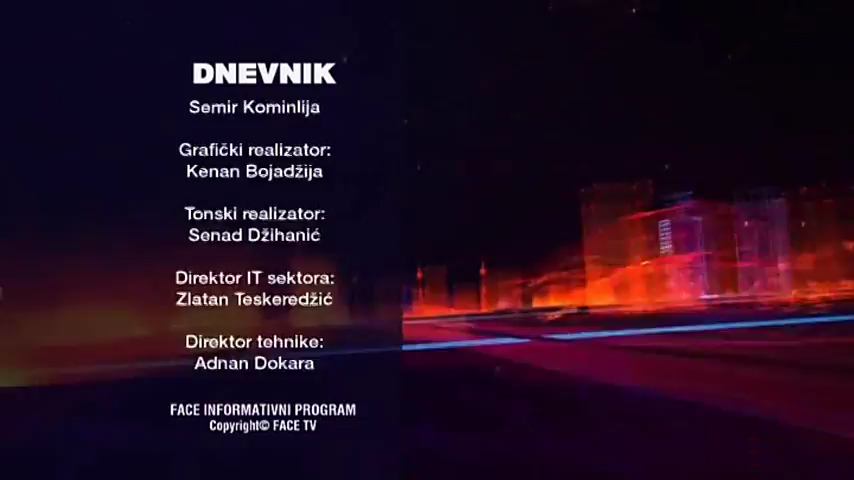 DNEVNIK
Semir Kominlija
Grafički realizator:
Kenan Bojadžija
Tonski realizator:
Senad Džihanić
Direktor IT sektora:
Zlatan Teskeredžić
Direktor tehnike:
Adnan Dokara
FACE INFORMATIVNI PROGRAM
Copyright© FACE TV